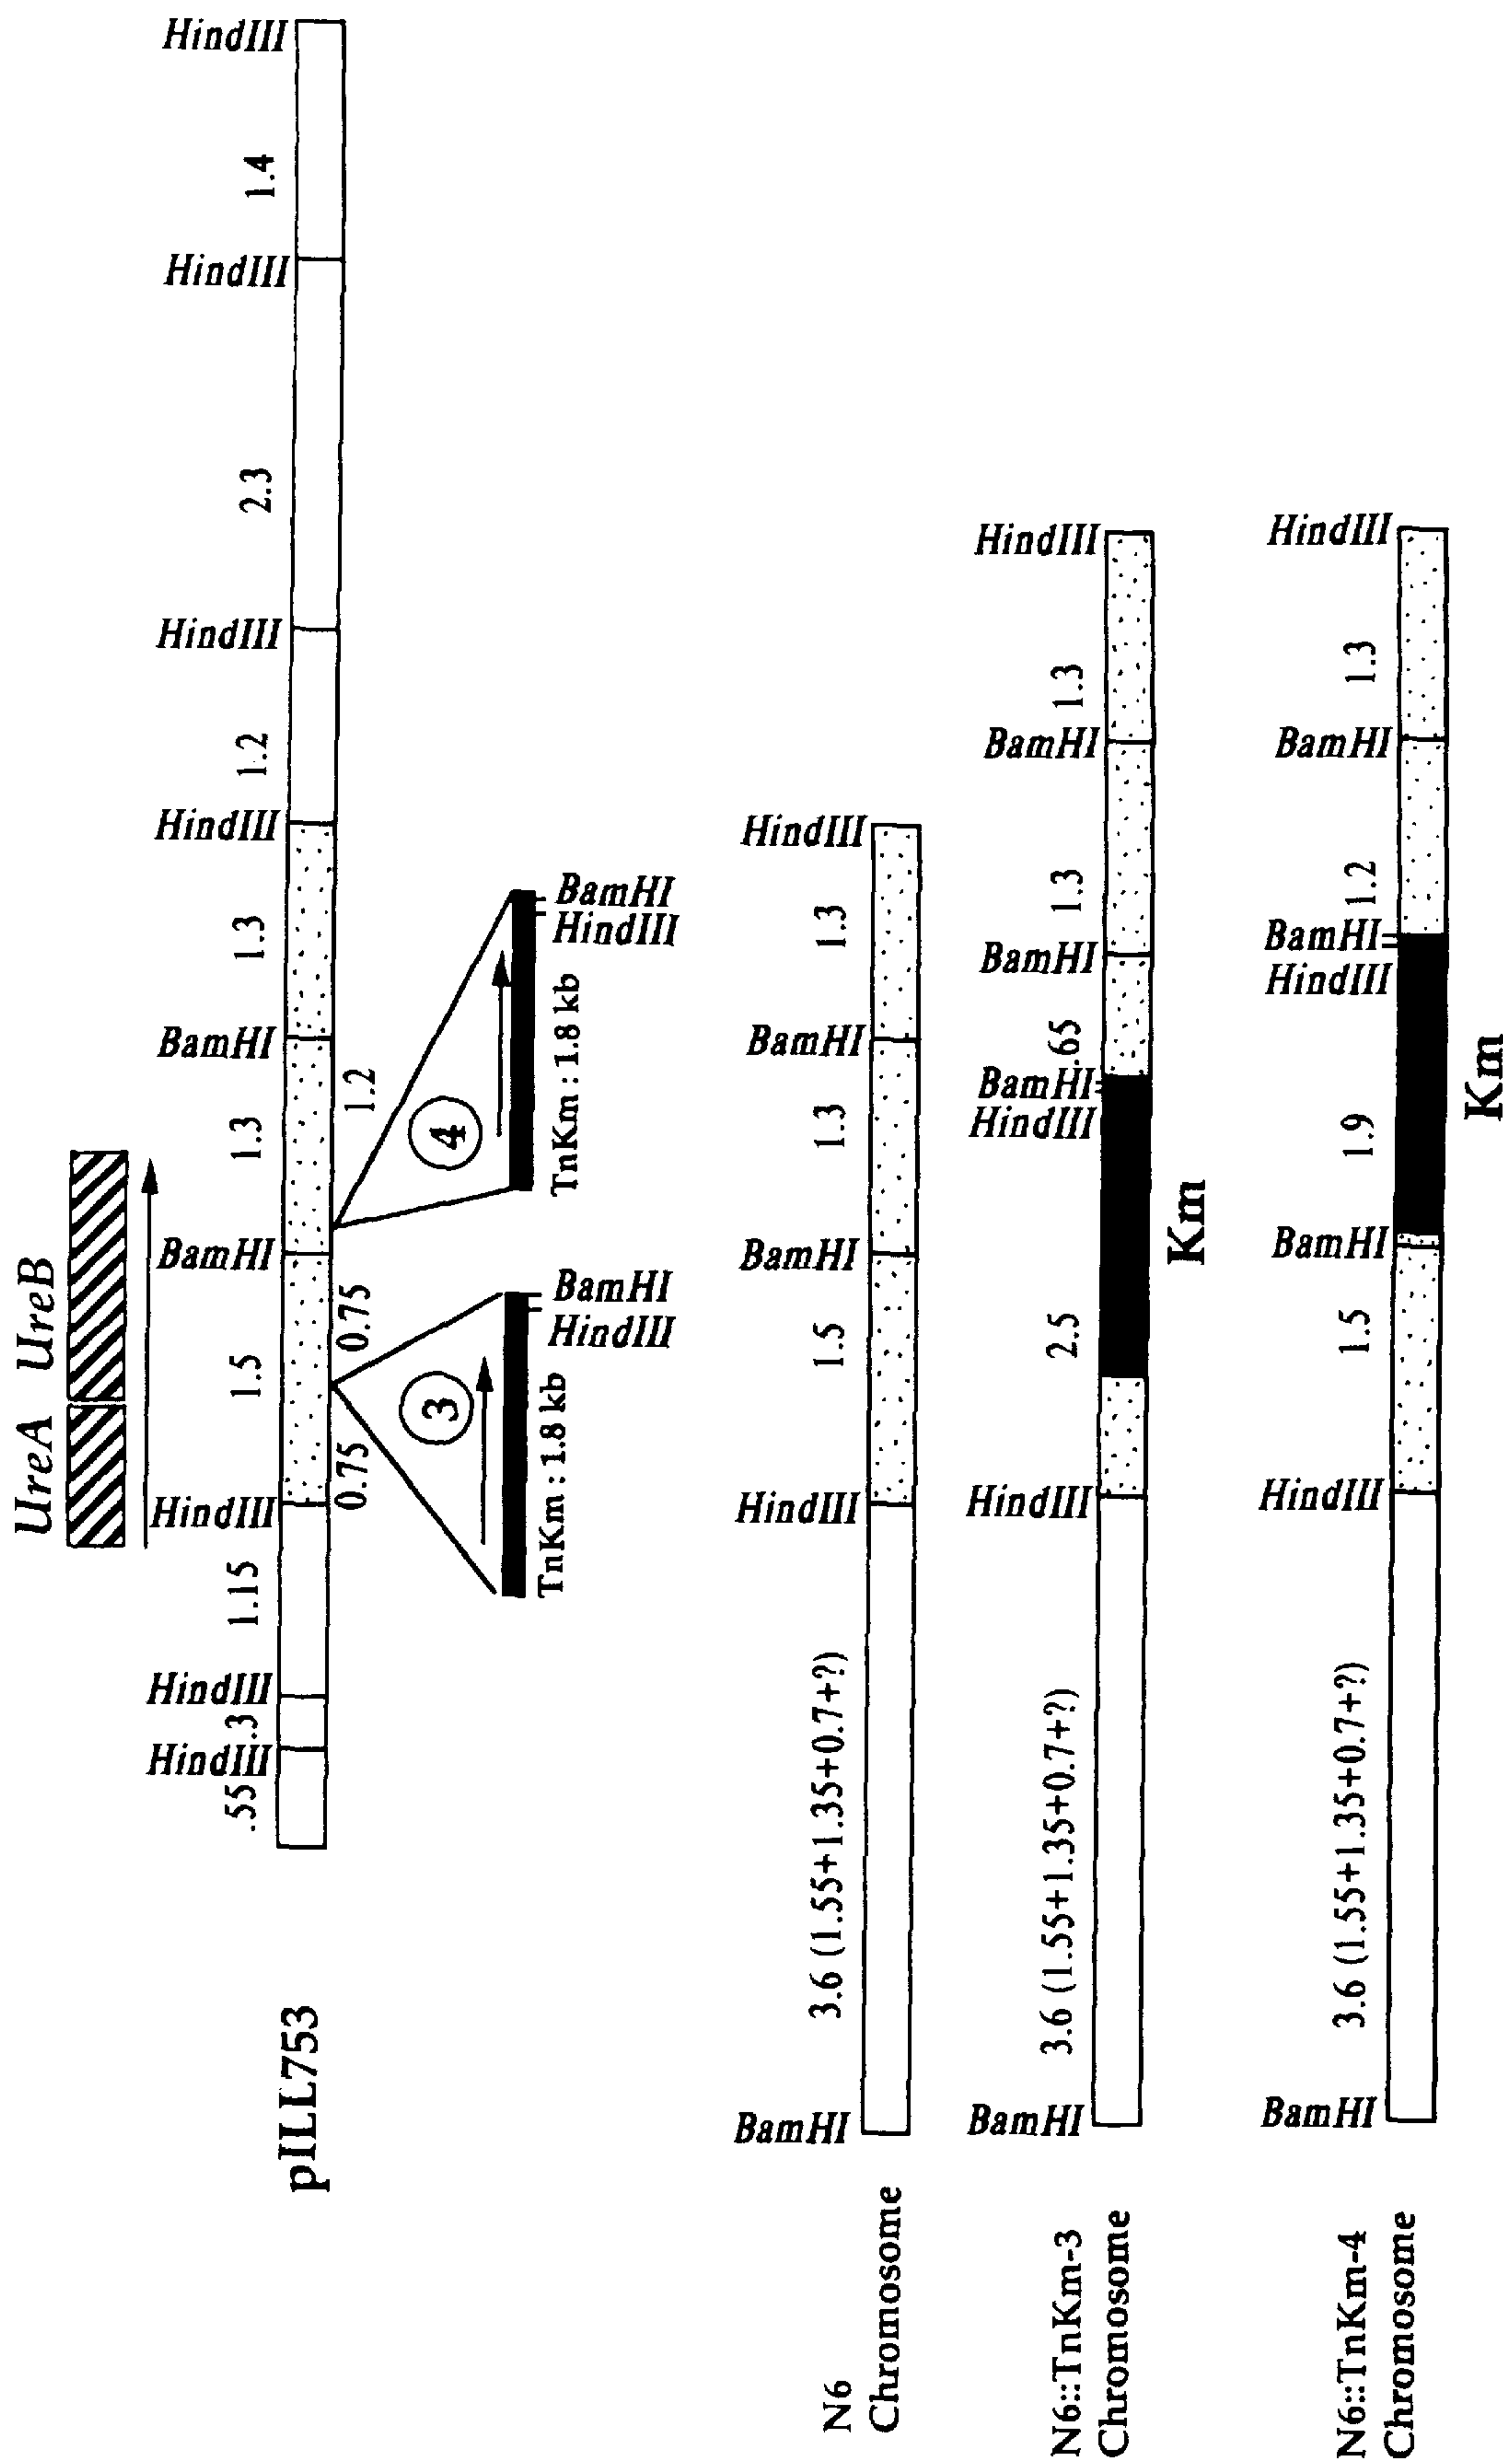 UreA UreB
pILL753
.55 .3 1.15 1.5 1.3 1.3 1.2 2.3 1.4
HindIII HindIII HindIII BamHI BamHI HindIII HindIII HindIII HindIII
0.75 0.75 1.2
3
4
TnKm : 1.8 kb
HindIII
BamHI
TnKm : 1.8 kb
HindIII
BamHI
N6
Chromosome
3.6 (1.55+1.35+0.7+?) 1.5 1.3 1.3
BamHI HindIII BamHI BamHI HindIII
N6::TnKm-3
Chromosome
3.6 (1.55+1.35+0.7+?) 2.5 .65 1.3 1.3
BamHI HindIII HindIII BamHI BamHI BamHI HindIII
Km
N6::TnKm-4
Chromosome
3.6 (1.55+1.35+0.7+?) 1.5 1.9 1.2 1.3
BamHI HindIII BamHI HindIII BamHI BamHI HindIII
Km